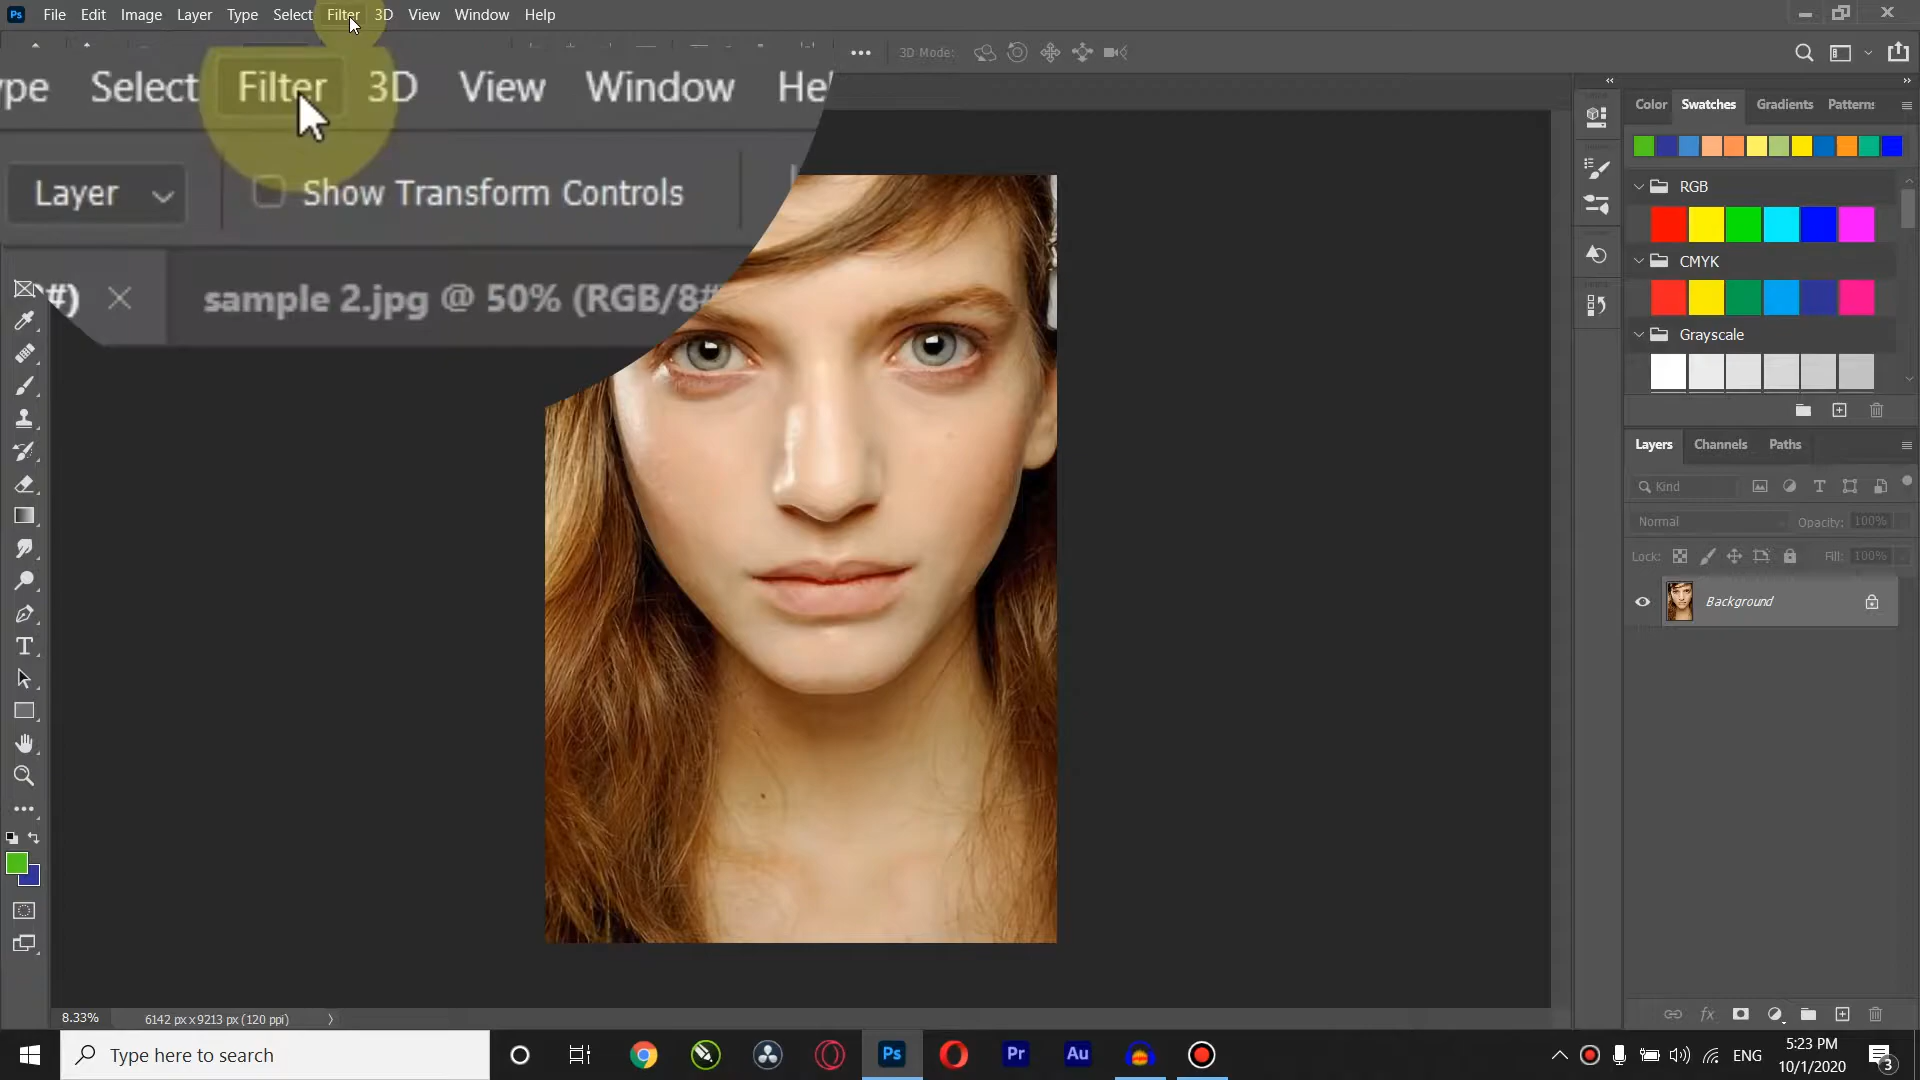 Ps File Edit Image Layer Type Select Filter 3D View Window Help
3D Mode:
Select Filter 3D View Window
Layer Show Transform Controls
sample 2.jpg @ 50% (RGB/8#
Color Swatches Gradients Patterns
RGB
CMYK
Grayscale
Layers Channels Paths
Kind
Normal Opacity: 100%
Lock: Fill: 100%
Background
8.33% 6142 px x 9213 px (120 ppi)
Type here to search
Ps Pr Au
ENG 5:23 PM
10/1/2020 3